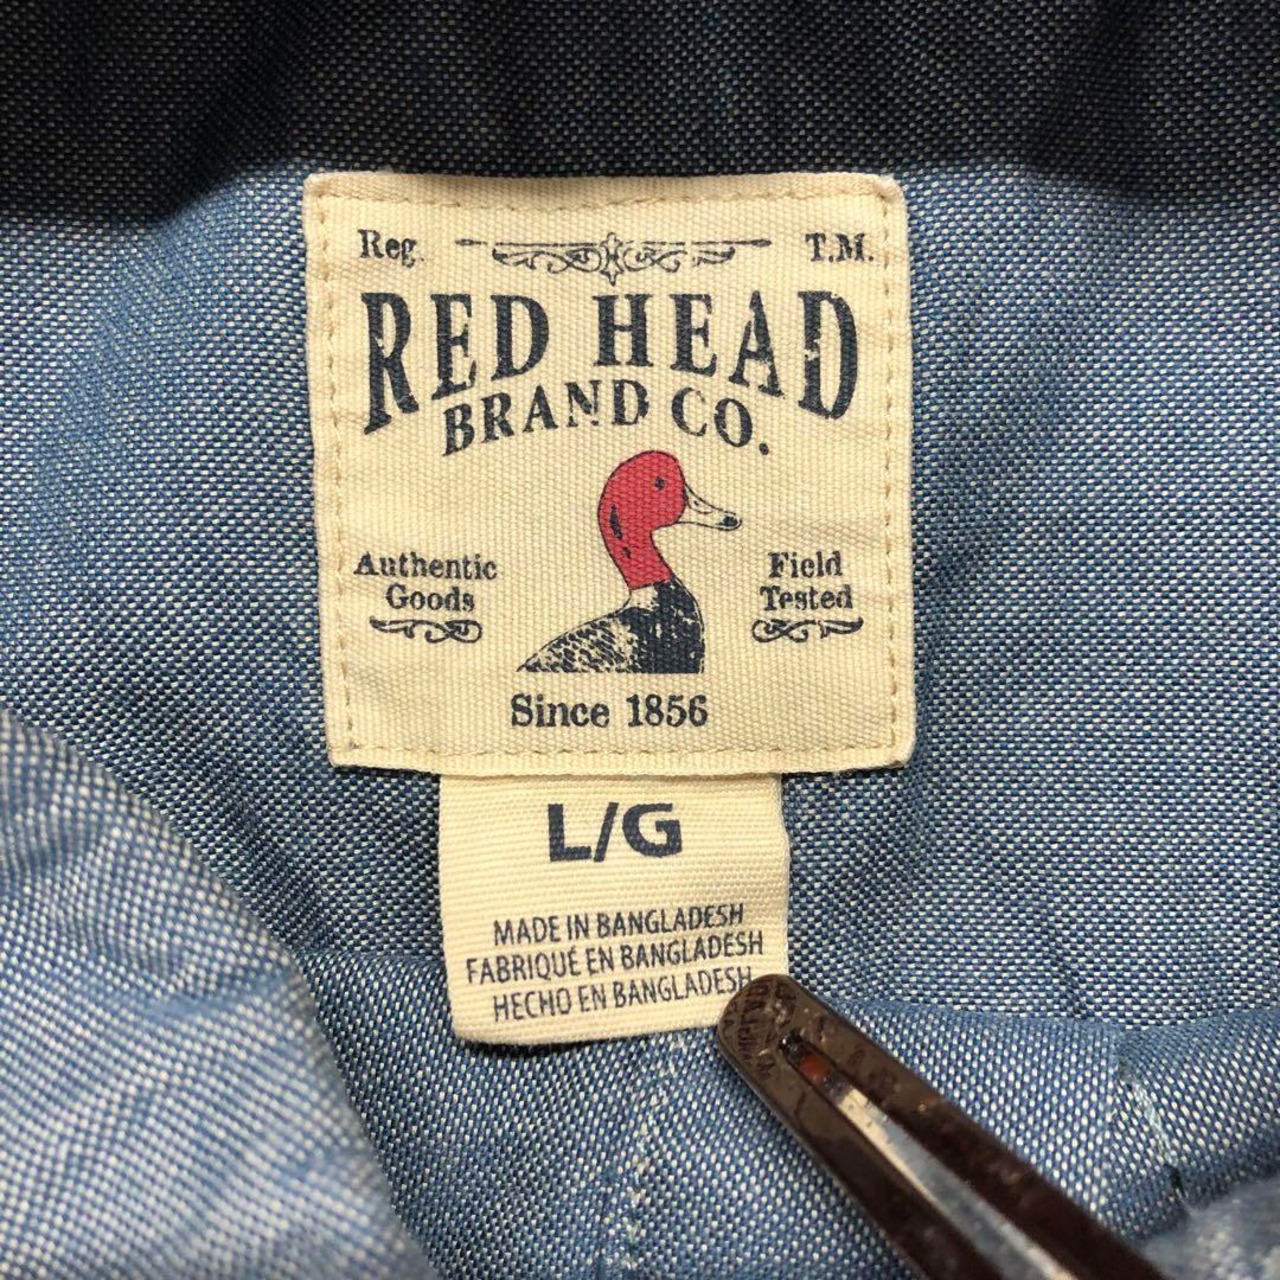 Reg. T.M.
RED HEAD
BRAND CO.
Authentic
Goods
Field
Tested
Since 1856
L/G
MADE IN BANGLADESH
FABRIQUÉ EN BANGLADESH
HECHO EN BANGLADESH